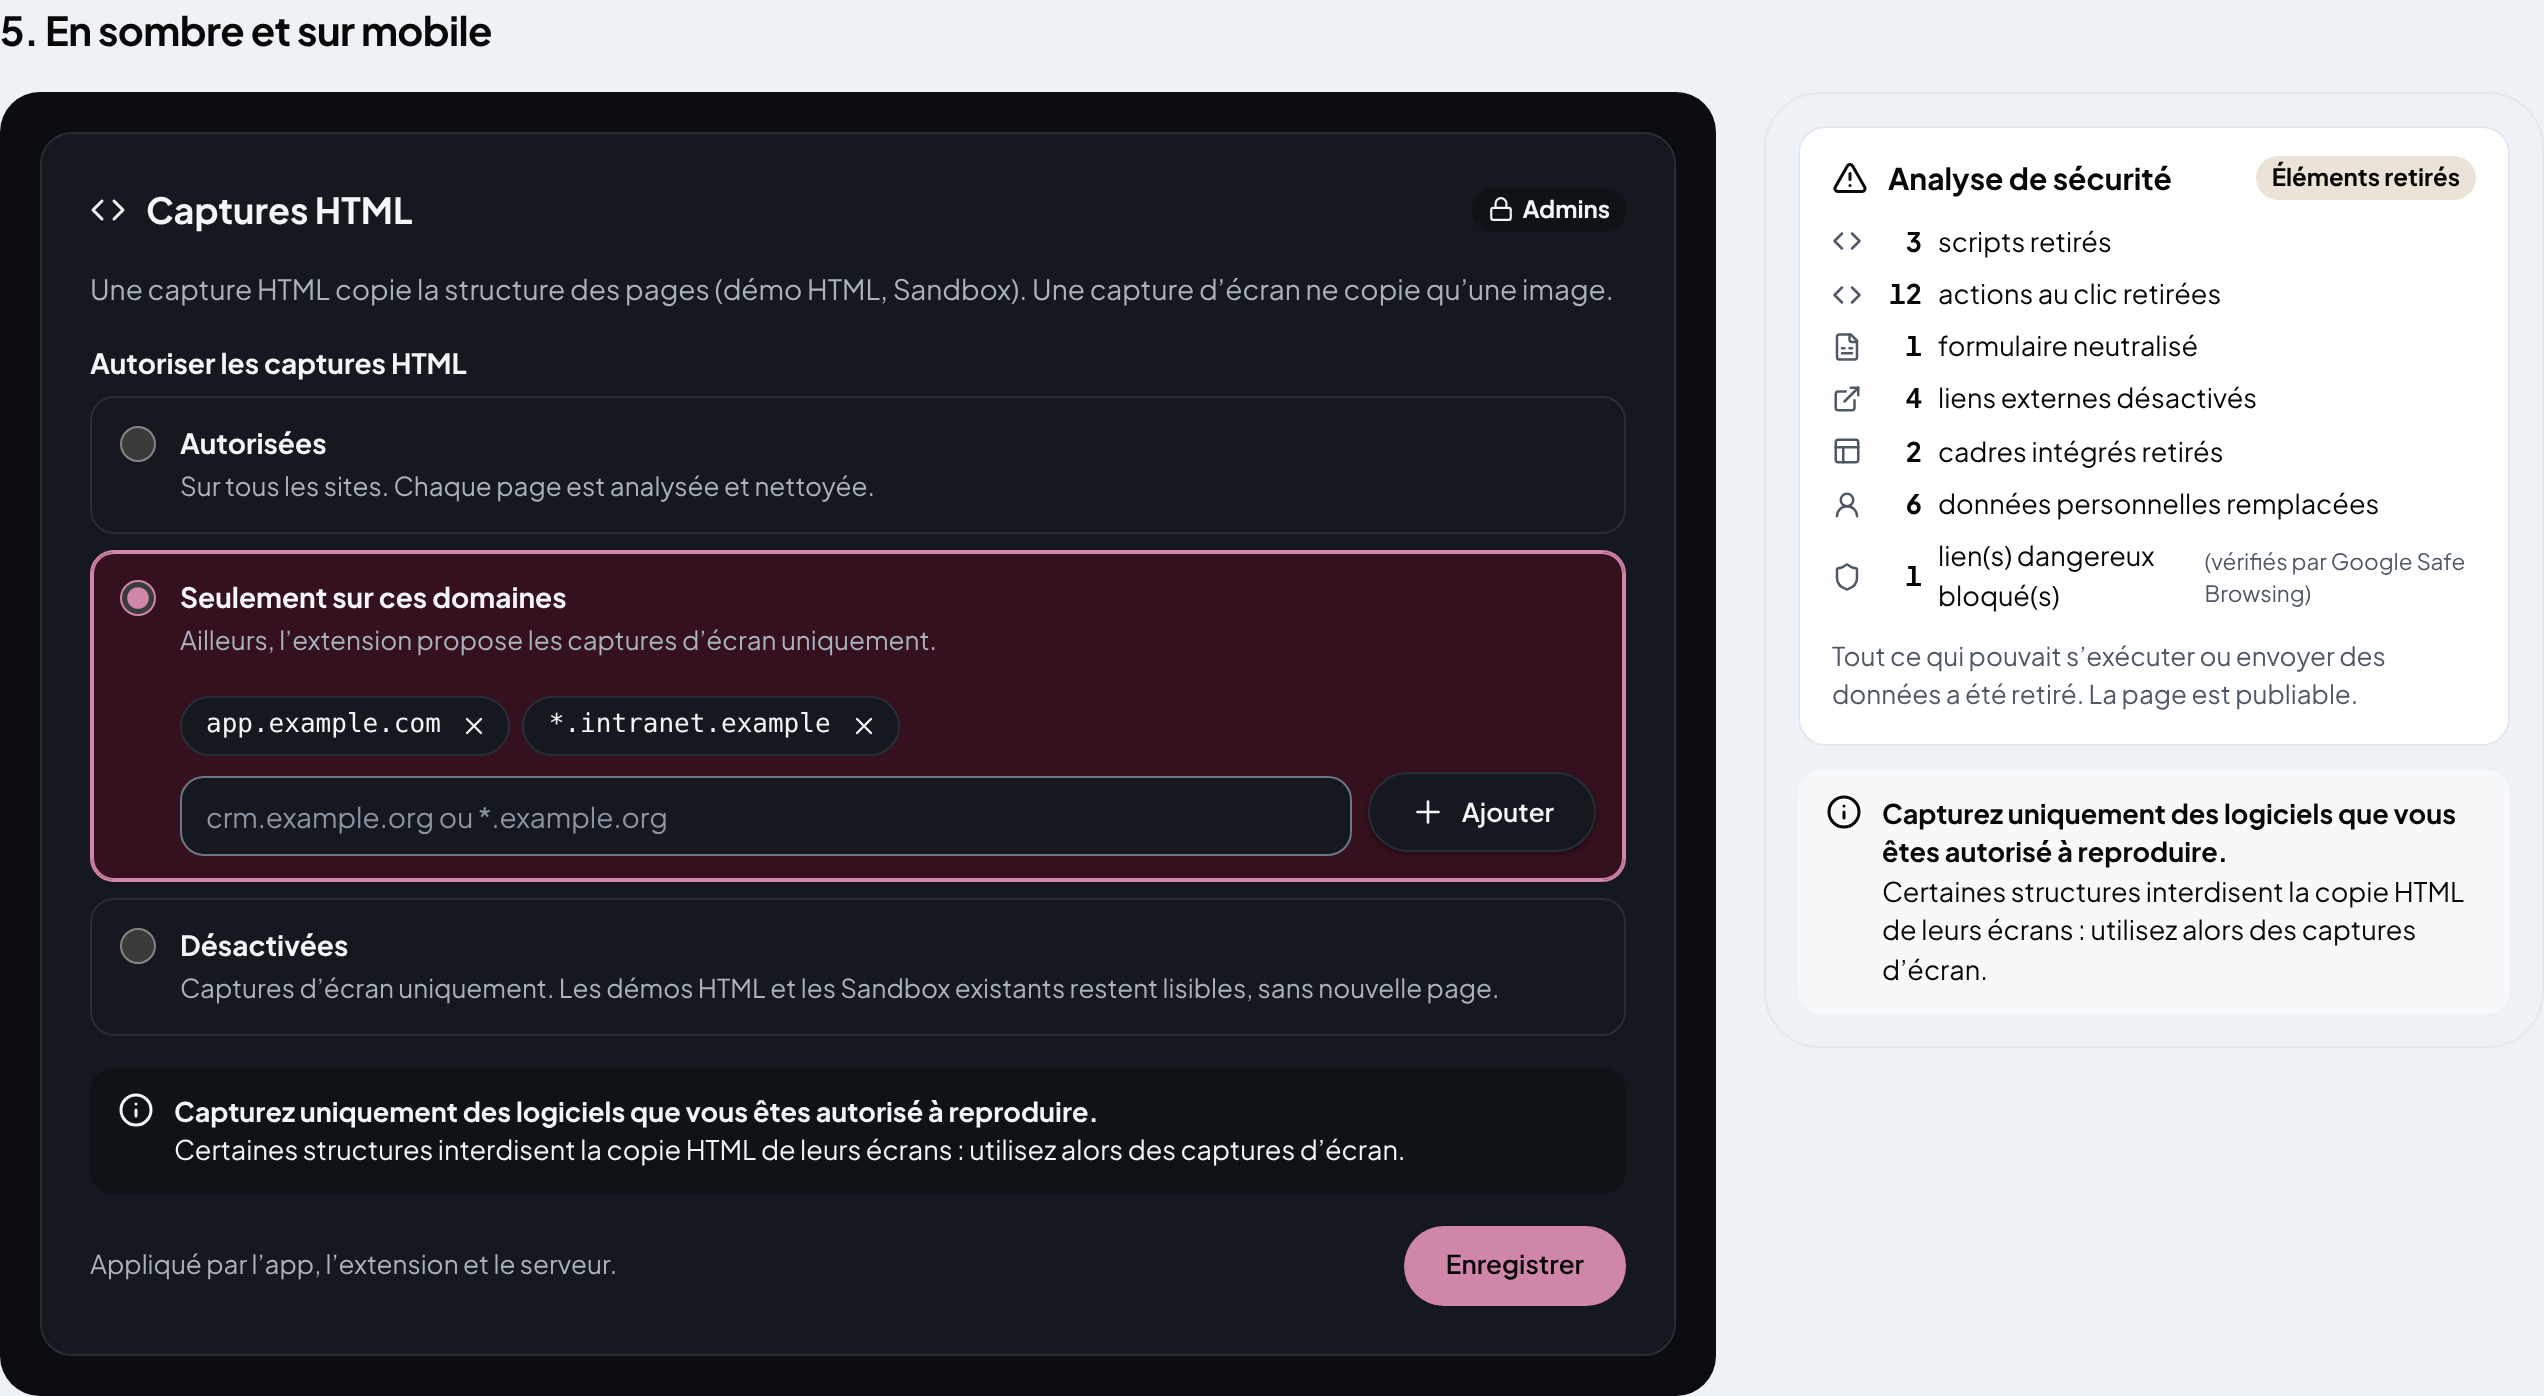 5. En sombre et sur mobile
Captures HTML
Admins
Une capture HTML copie la structure des pages (démo HTML, Sandbox). Une capture d’écran ne copie qu’une image.
Autoriser les captures HTML
Autorisées
Sur tous les sites. Chaque page est analysée et nettoyée.
Seulement sur ces domaines
Ailleurs, l’extension propose les captures d’écran uniquement.
app.example.com
*.intranet.example
crm.example.org ou *.example.org
Ajouter
Désactivées
Captures d’écran uniquement. Les démos HTML et les Sandbox existants restent lisibles, sans nouvelle page.
Capturez uniquement des logiciels que vous êtes autorisé à reproduire.
Certaines structures interdisent la copie HTML de leurs écrans : utilisez alors des captures d’écran.
Appliqué par l’app, l’extension et le serveur.
Enregistrer
Analyse de sécurité
Éléments retirés
3 scripts retirés
12 actions au clic retirées
1 formulaire neutralisé
4 liens externes désactivés
2 cadres intégrés retirés
6 données personnelles remplacées
1 lien(s) dangereux
bloqué(s)
(vérifiés par Google Safe
Browsing)
Tout ce qui pouvait s’exécuter ou envoyer des
données a été retiré. La page est publiable.
Capturez uniquement des logiciels que vous
êtes autorisé à reproduire.
Certaines structures interdisent la copie HTML
de leurs écrans : utilisez alors des captures
d’écran.